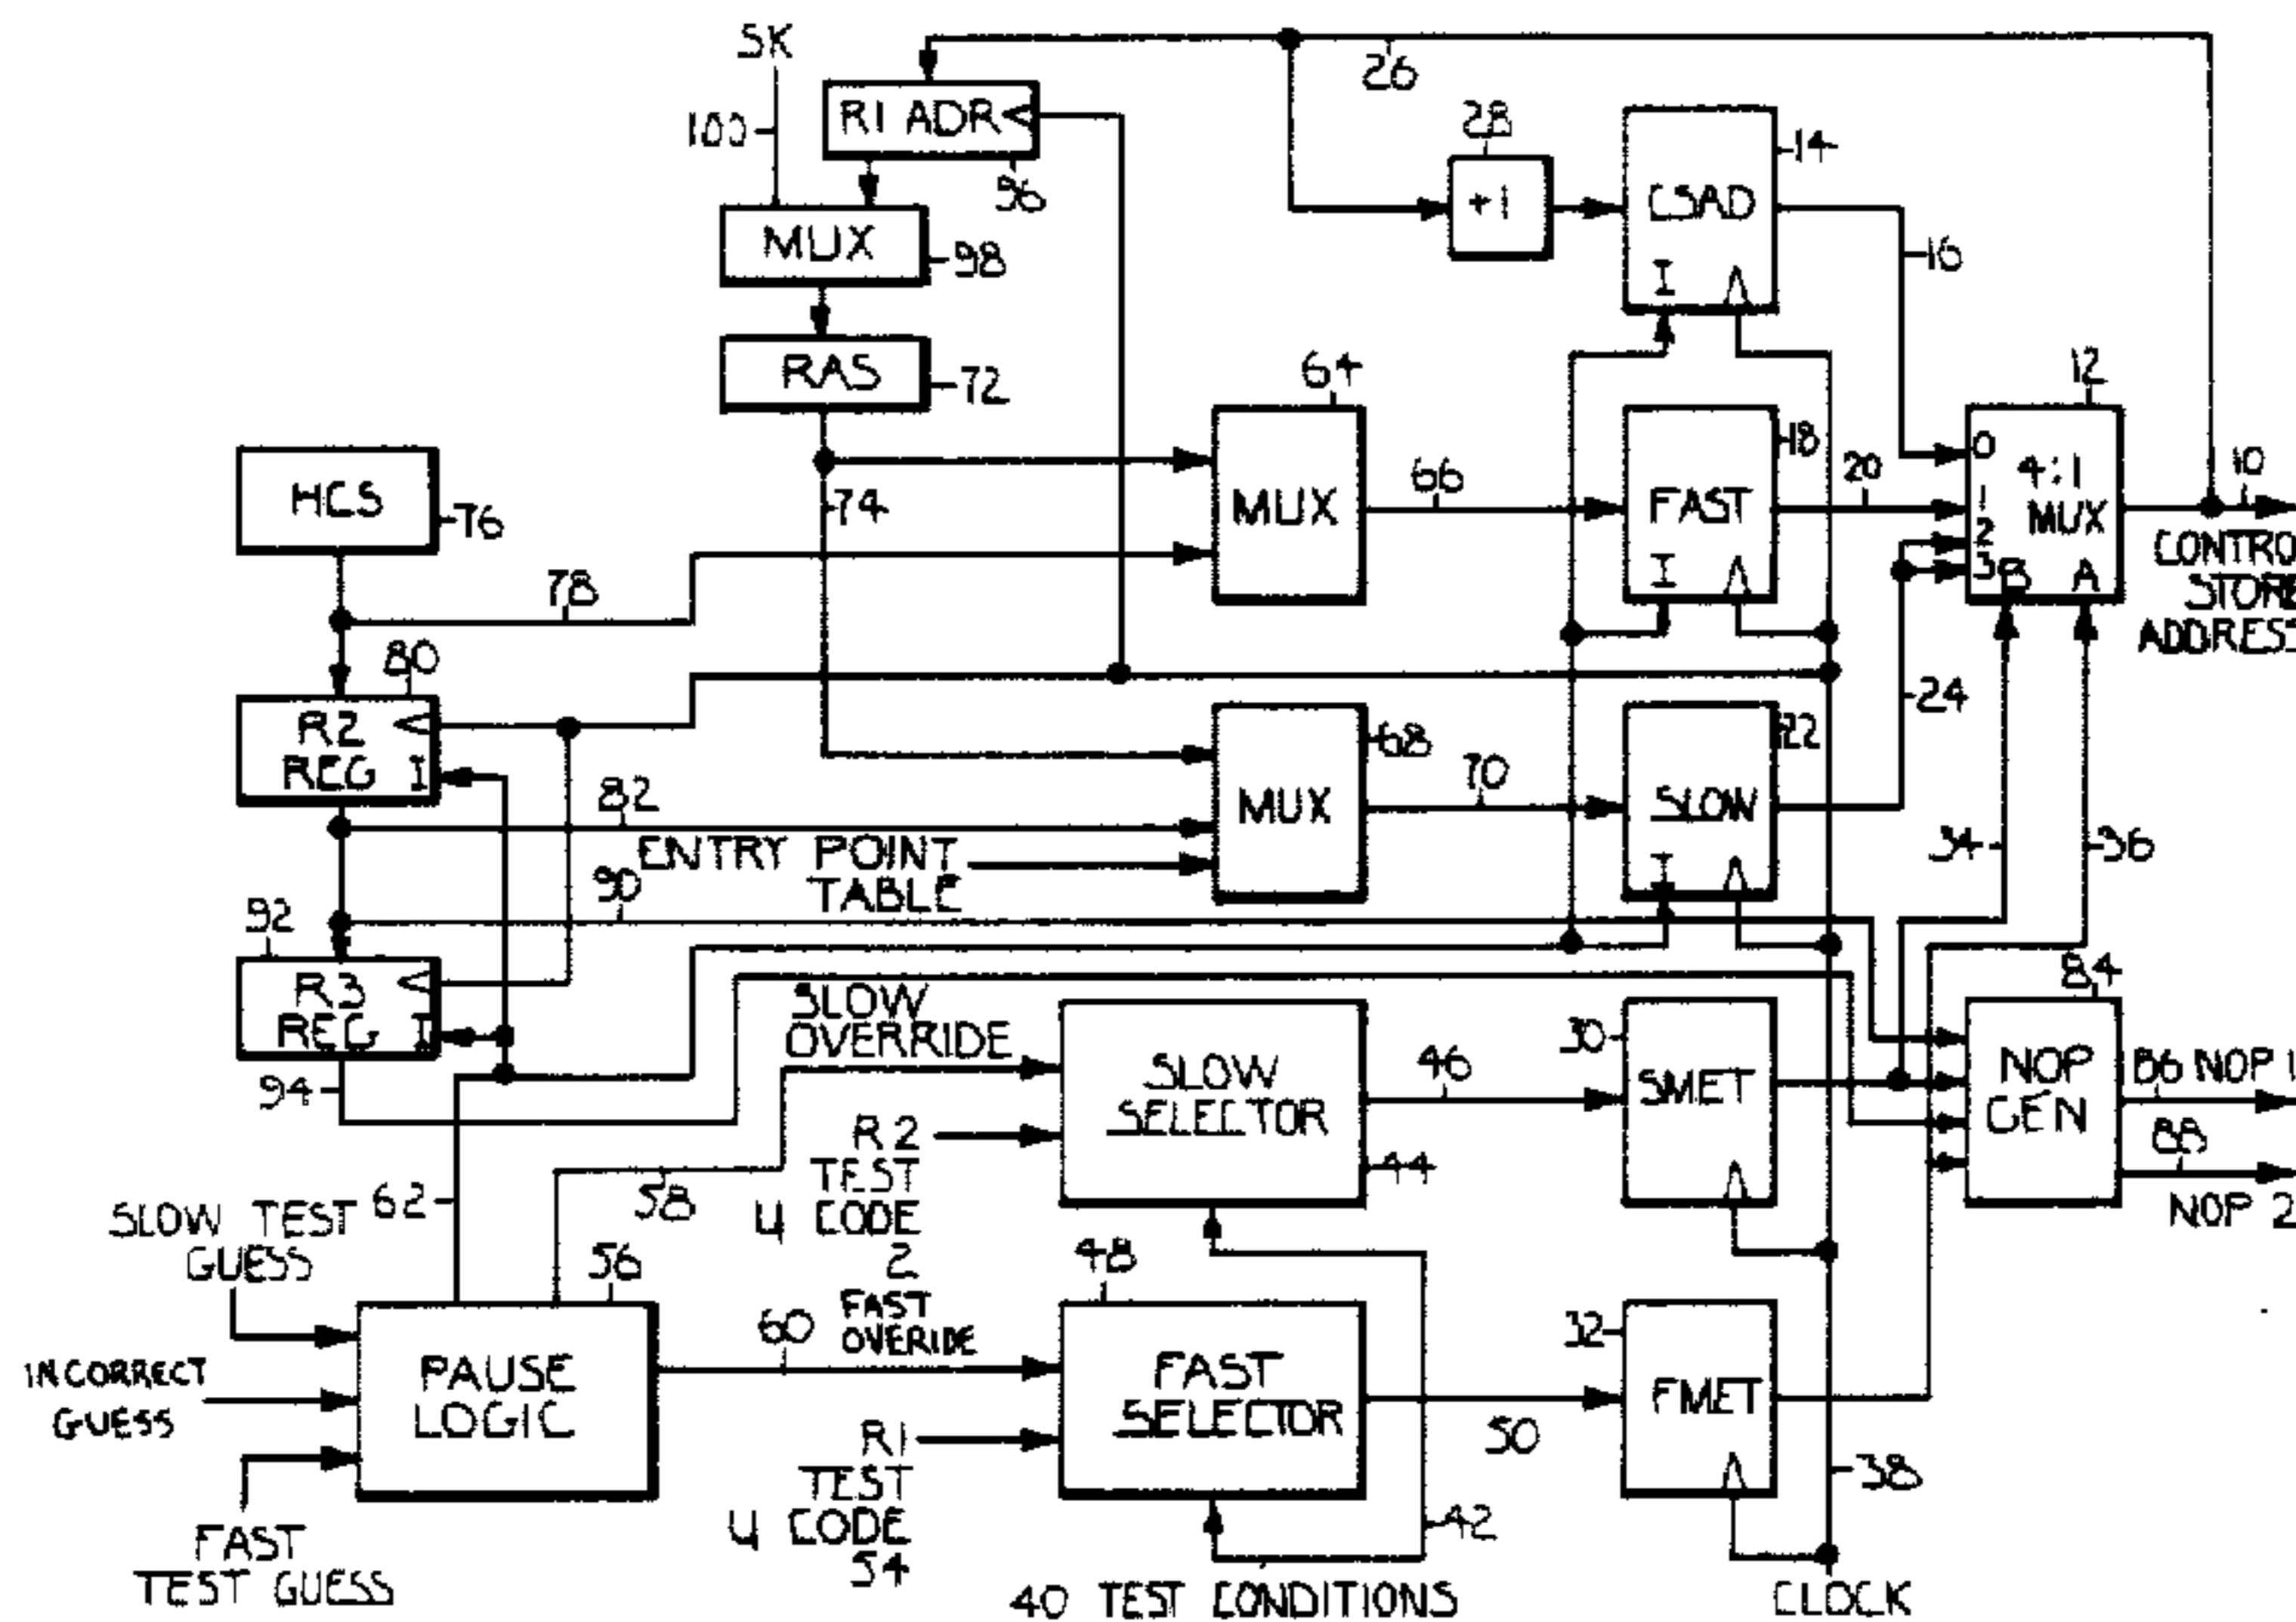 SK
26
100
R1 ADR
96
28
+1
CSAD
I
14
16
MUX
98
RAS
72
74
HCS
76
78
64
MUX
66
FAST
I
18
20
12
0
1
2
3
4:1
MUX
B A
10
CONTRO
STORE
ADDRESS
80
R2
REG I
82
ENTRY POINT
TABLE
MUX
68
70
SLOW
I
22
24
34
36
90
92
R3
REG I
94
SLOW
OVERRIDE
58
R2
TEST
μ CODE
2
SLOW
SELECTOR
44
46
30
SMET
84
NOP
GEN
86 NOP 1
88
NOP 2
62
SLOW TEST
GUESS
INCORRECT
GUESS
FAST
TEST GUESS
56
PAUSE
LOGIC
60
FAST
OVERIDE
R1
TEST
μ CODE
54
48
FAST
SELECTOR
50
42
40 TEST CONDITIONS
32
FMET
38
CLOCK